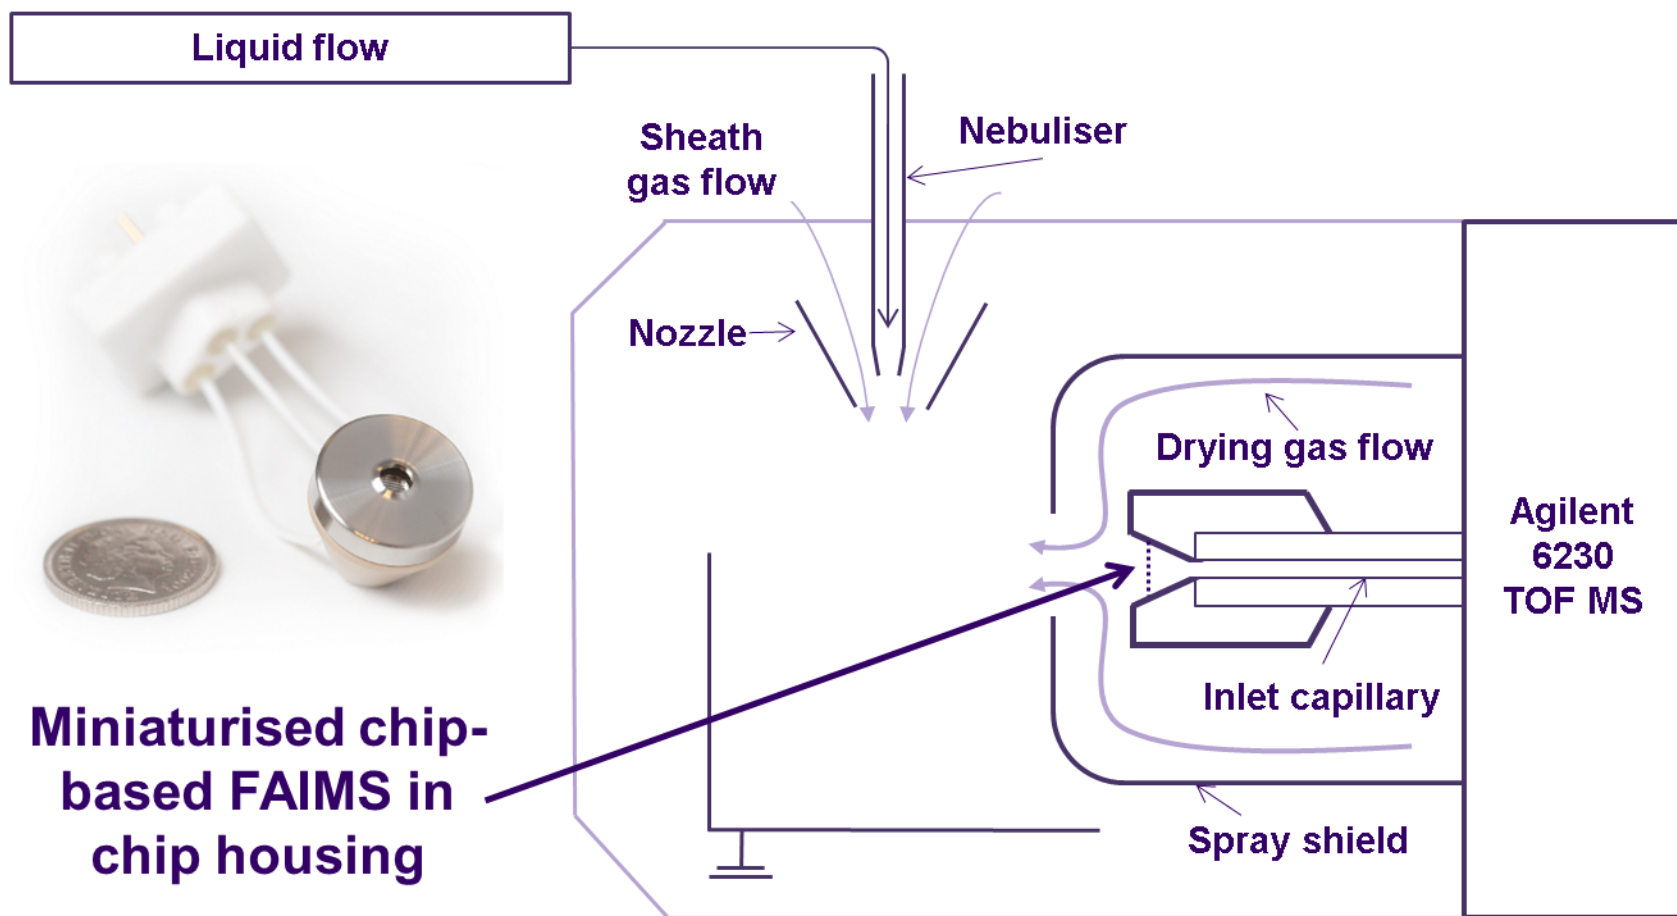 Liquid flow
Sheath
gas flow
Nebuliser
Nozzle
Drying gas flow
Agilent
6230
TOF MS
Inlet capillary
Spray shield
Miniaturised chip-
based FAIMS in
chip housing